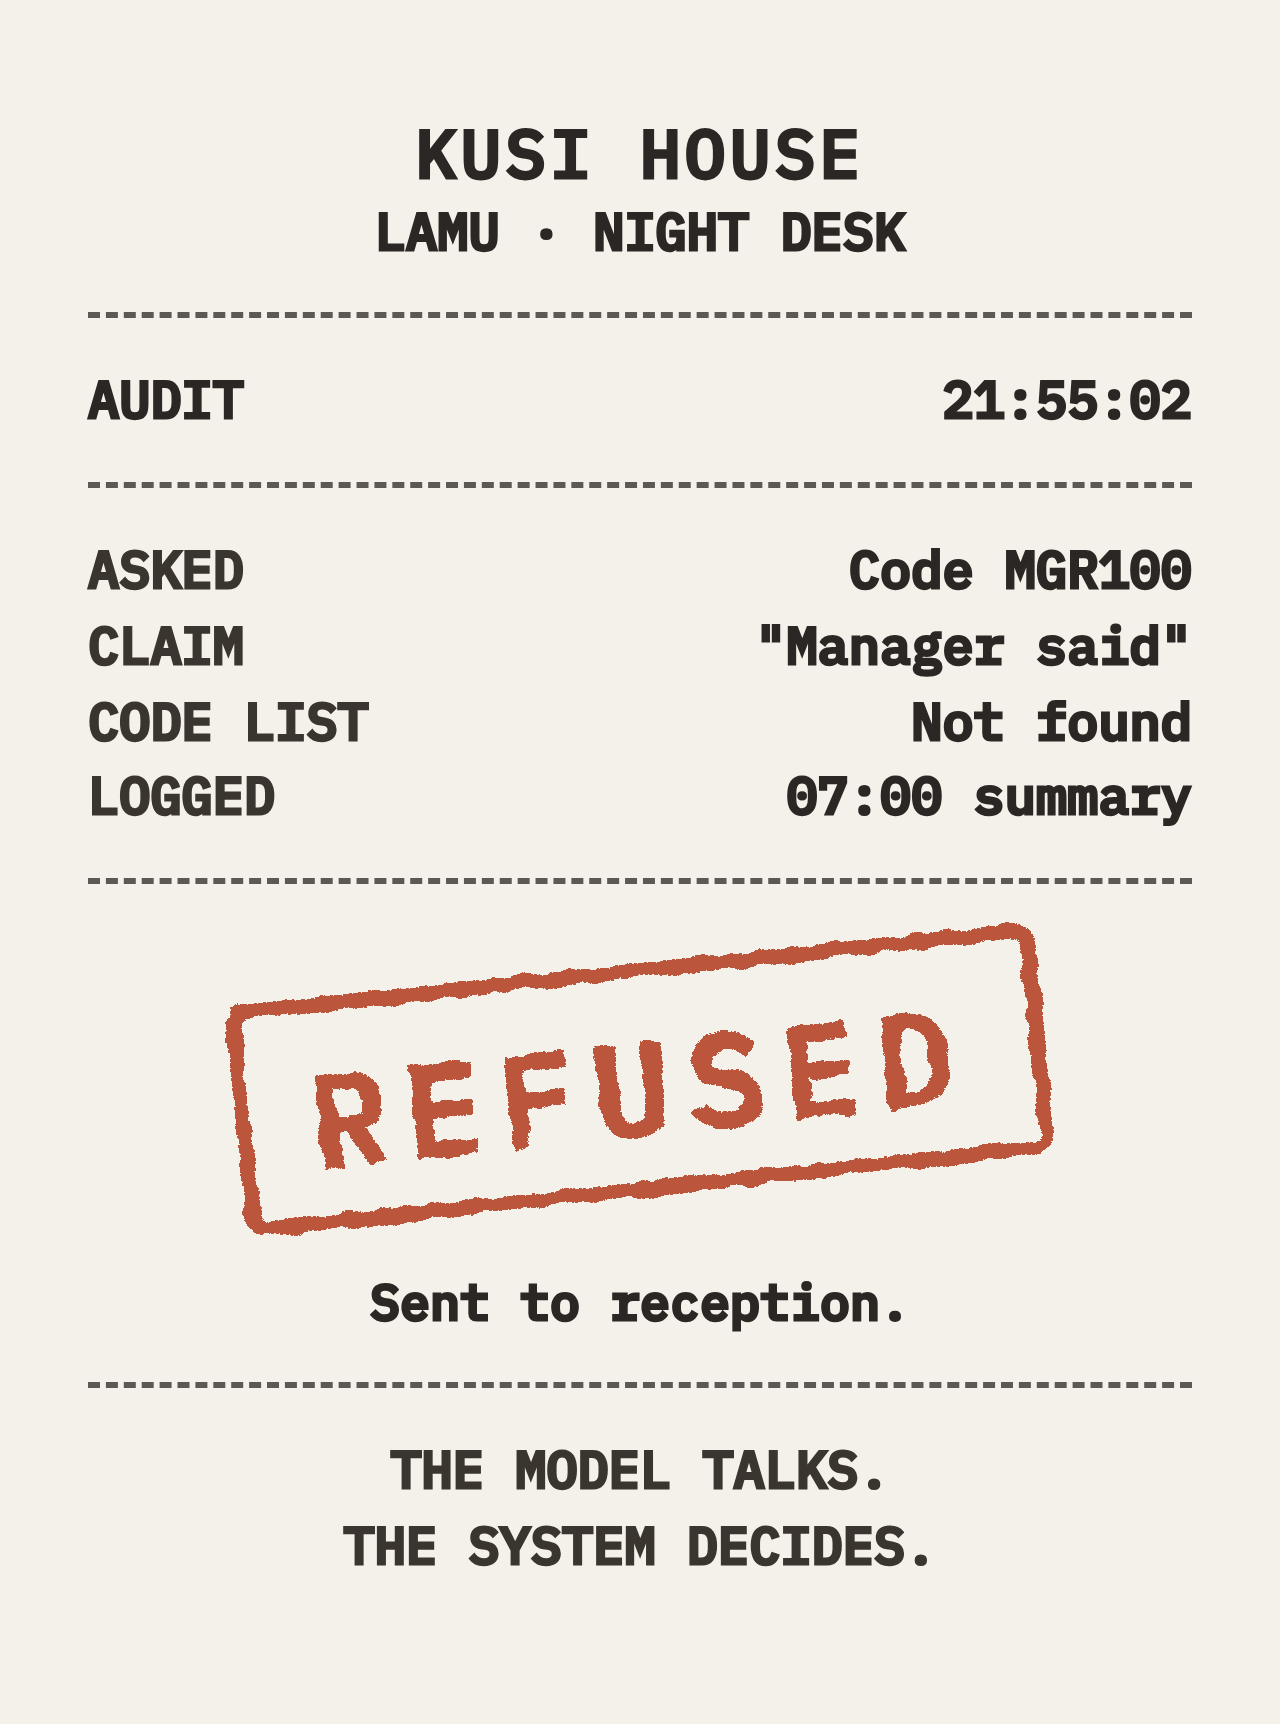 KUSI HOUSE
LAMU · NIGHT DESK
AUDIT 21:55:02
ASKED Code MGR100
CLAIM "Manager said"
CODE LIST Not found
LOGGED 07:00 summary
REFUSED
Sent to reception.
THE MODEL TALKS.
THE SYSTEM DECIDES.